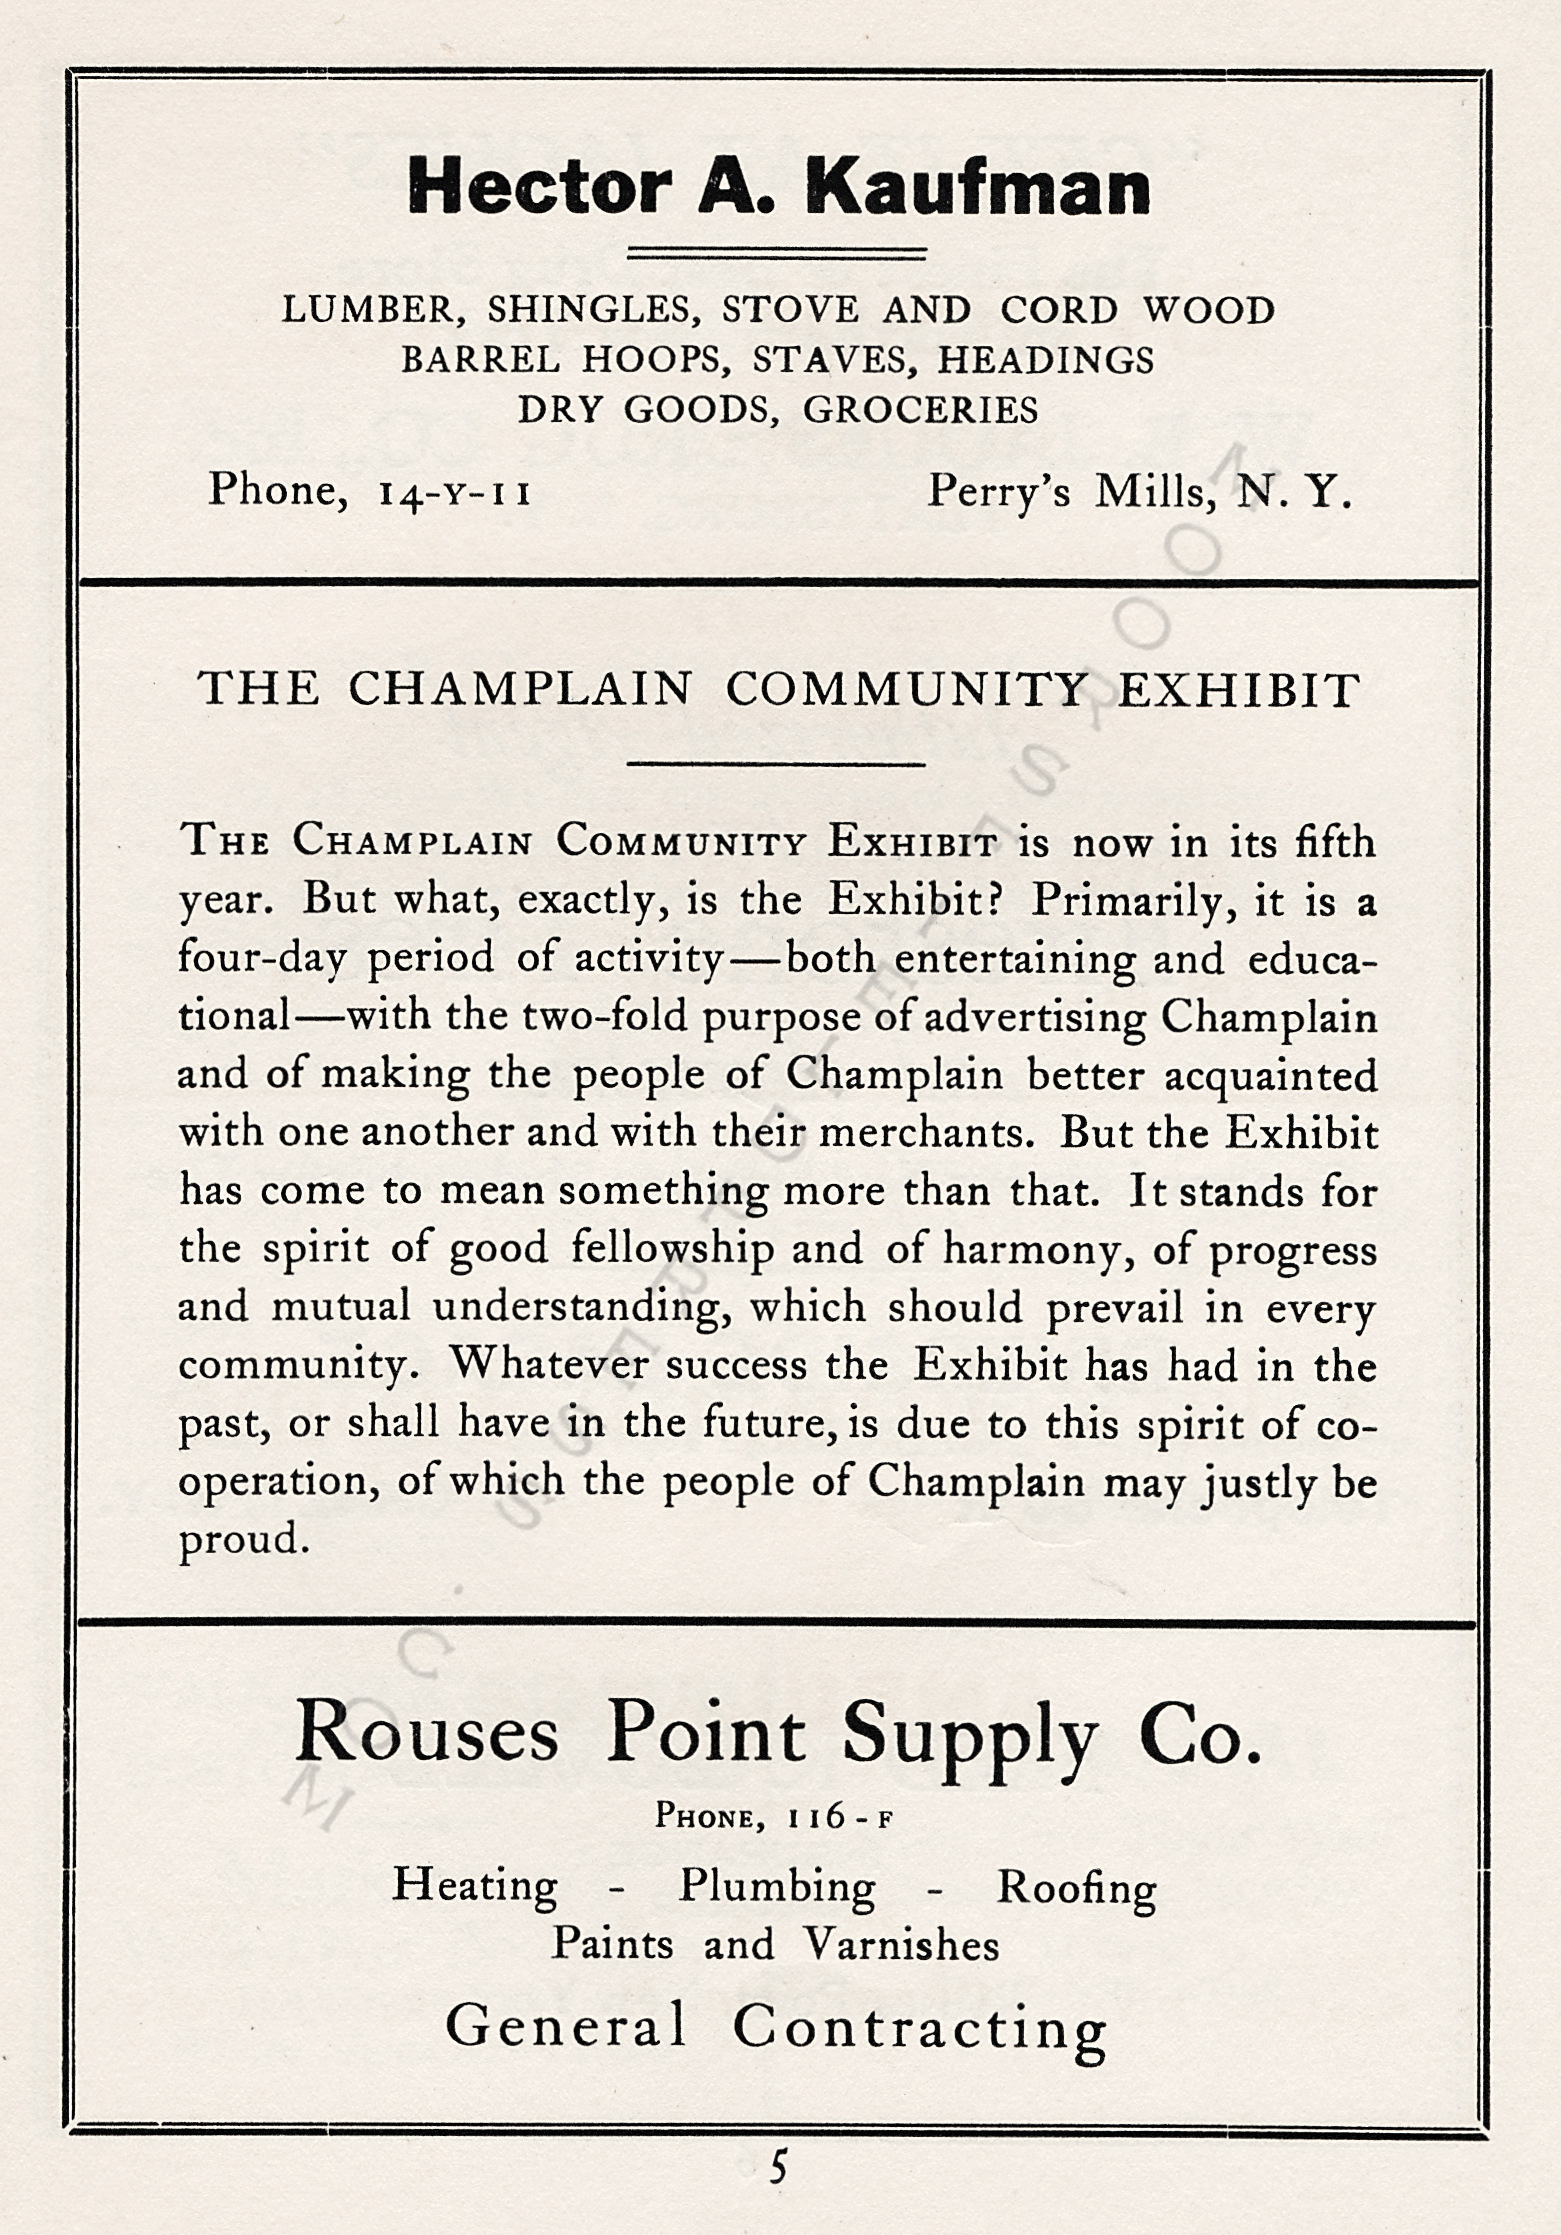 Hector A. Kaufman
LUMBER, SHINGLES, STOVE AND CORD WOOD
BARREL HOOPS, STAVES, HEADINGS
DRY GOODS, GROCERIES
Phone, 14-Y-11 Perry's Mills, N. Y.
THE CHAMPLAIN COMMUNITY EXHIBIT
THE CHAMPLAIN COMMUNITY EXHIBIT is now in its fifth
year. But what, exactly, is the Exhibit? Primarily, it is a
four-day period of activity—both entertaining and educa-
tional—with the two-fold purpose of advertising Champlain
and of making the people of Champlain better acquainted
with one another and with their merchants. But the Exhibit
has come to mean something more than that. It stands for
the spirit of good fellowship and of harmony, of progress
and mutual understanding, which should prevail in every
community. Whatever success the Exhibit has had in the
past, or shall have in the future, is due to this spirit of co-
operation, of which the people of Champlain may justly be
proud.
Rouses Point Supply Co.
PHONE, 116-F
Heating - Plumbing - Roofing
Paints and Varnishes
General Contracting
5